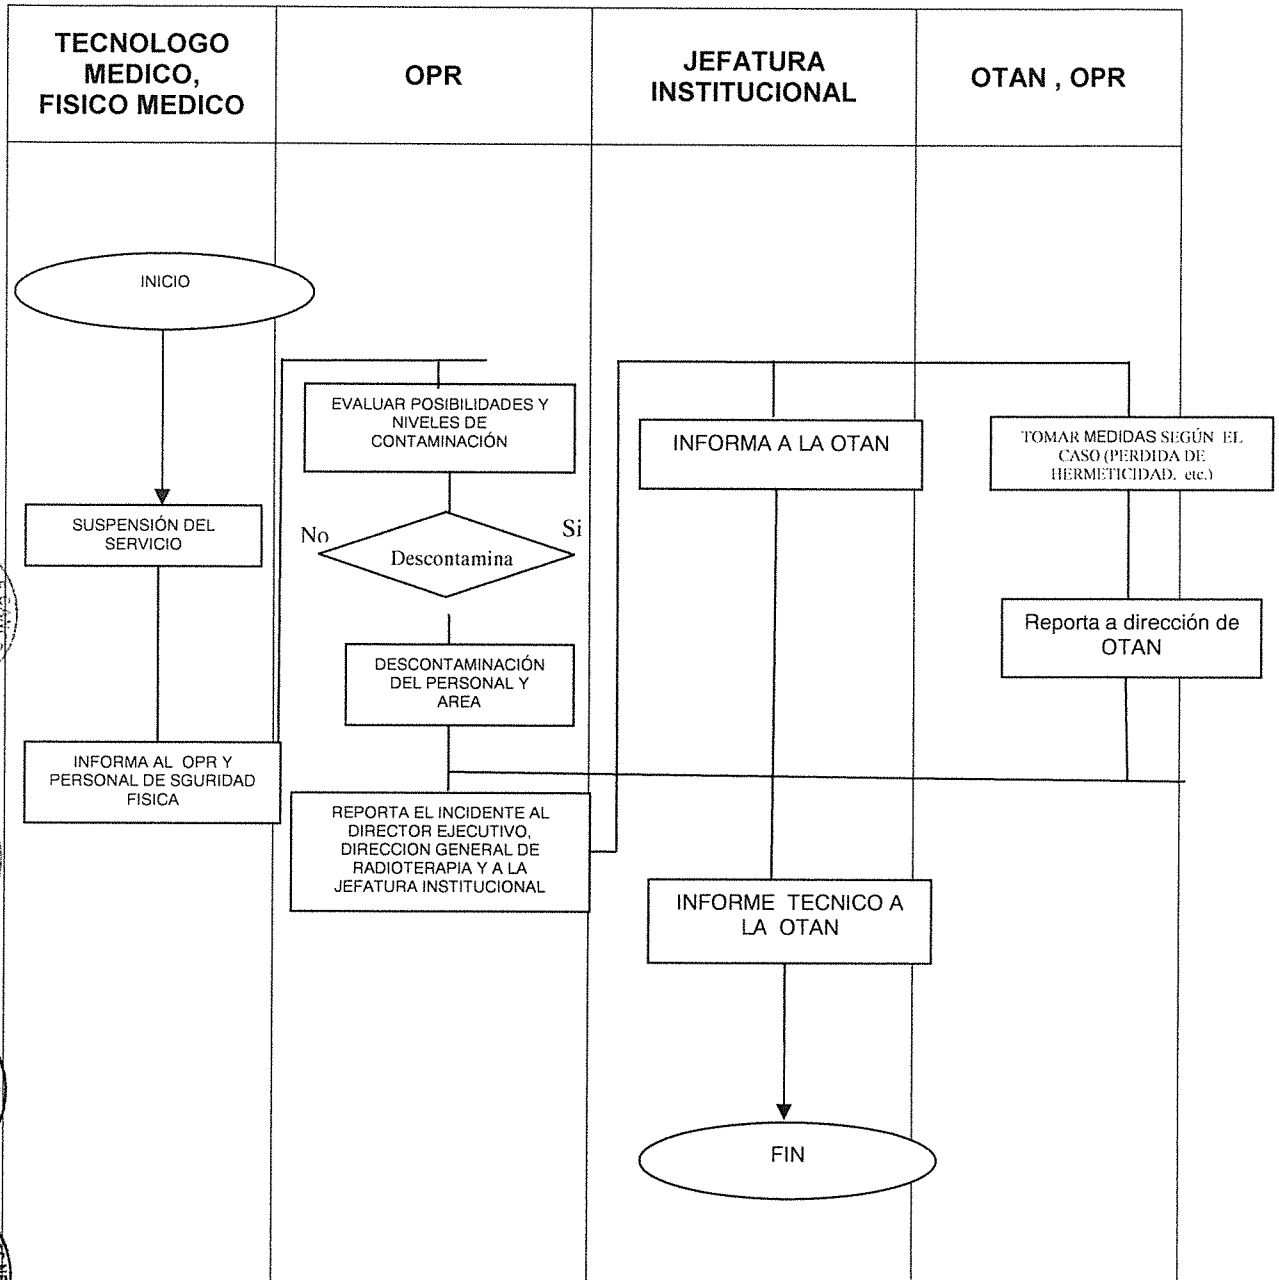 TECNOLOGO
MEDICO,
FISICO MEDICO
OPR
JEFATURA
INSTITUCIONAL
OTAN , OPR
INICIO
SUSPENSIÓN DEL
SERVICIO
INFORMA AL OPR Y
PERSONAL DE SGURIDAD
FISICA
EVALUAR POSIBILIDADES Y
NIVELES DE
CONTAMINACIÓN
No
Si
Descontamina
DESCONTAMINACIÓN
DEL PERSONAL Y
AREA
REPORTA EL INCIDENTE AL
DIRECTOR EJECUTIVO,
DIRECCION GENERAL DE
RADIOTERAPIA Y A LA
JEFATURA INSTITUCIONAL
INFORMA A LA OTAN
INFORME TECNICO A
LA OTAN
FIN
TOMAR MEDIDAS SEGÚN EL
CASO (PERDIDA DE
HERMETICIDAD. etc.)
Reporta a dirección de
OTAN